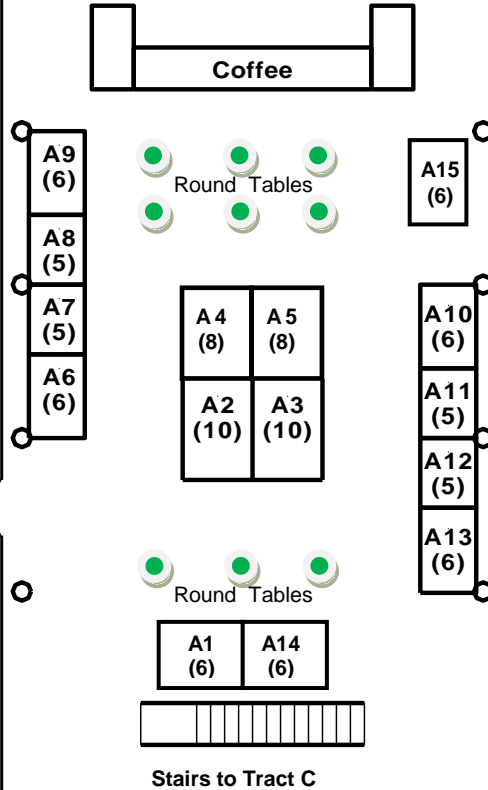 Coffee
A9
(6)
A8
(5)
A7
(5)
A6
(6)
Round Tables
A15
(6)
A4
(8)
A5
(8)
A2
(10)
A3
(10)
A10
(6)
A11
(5)
A12
(5)
A13
(6)
Round Tables
A1
(6)
A14
(6)
Stairs to Tract C